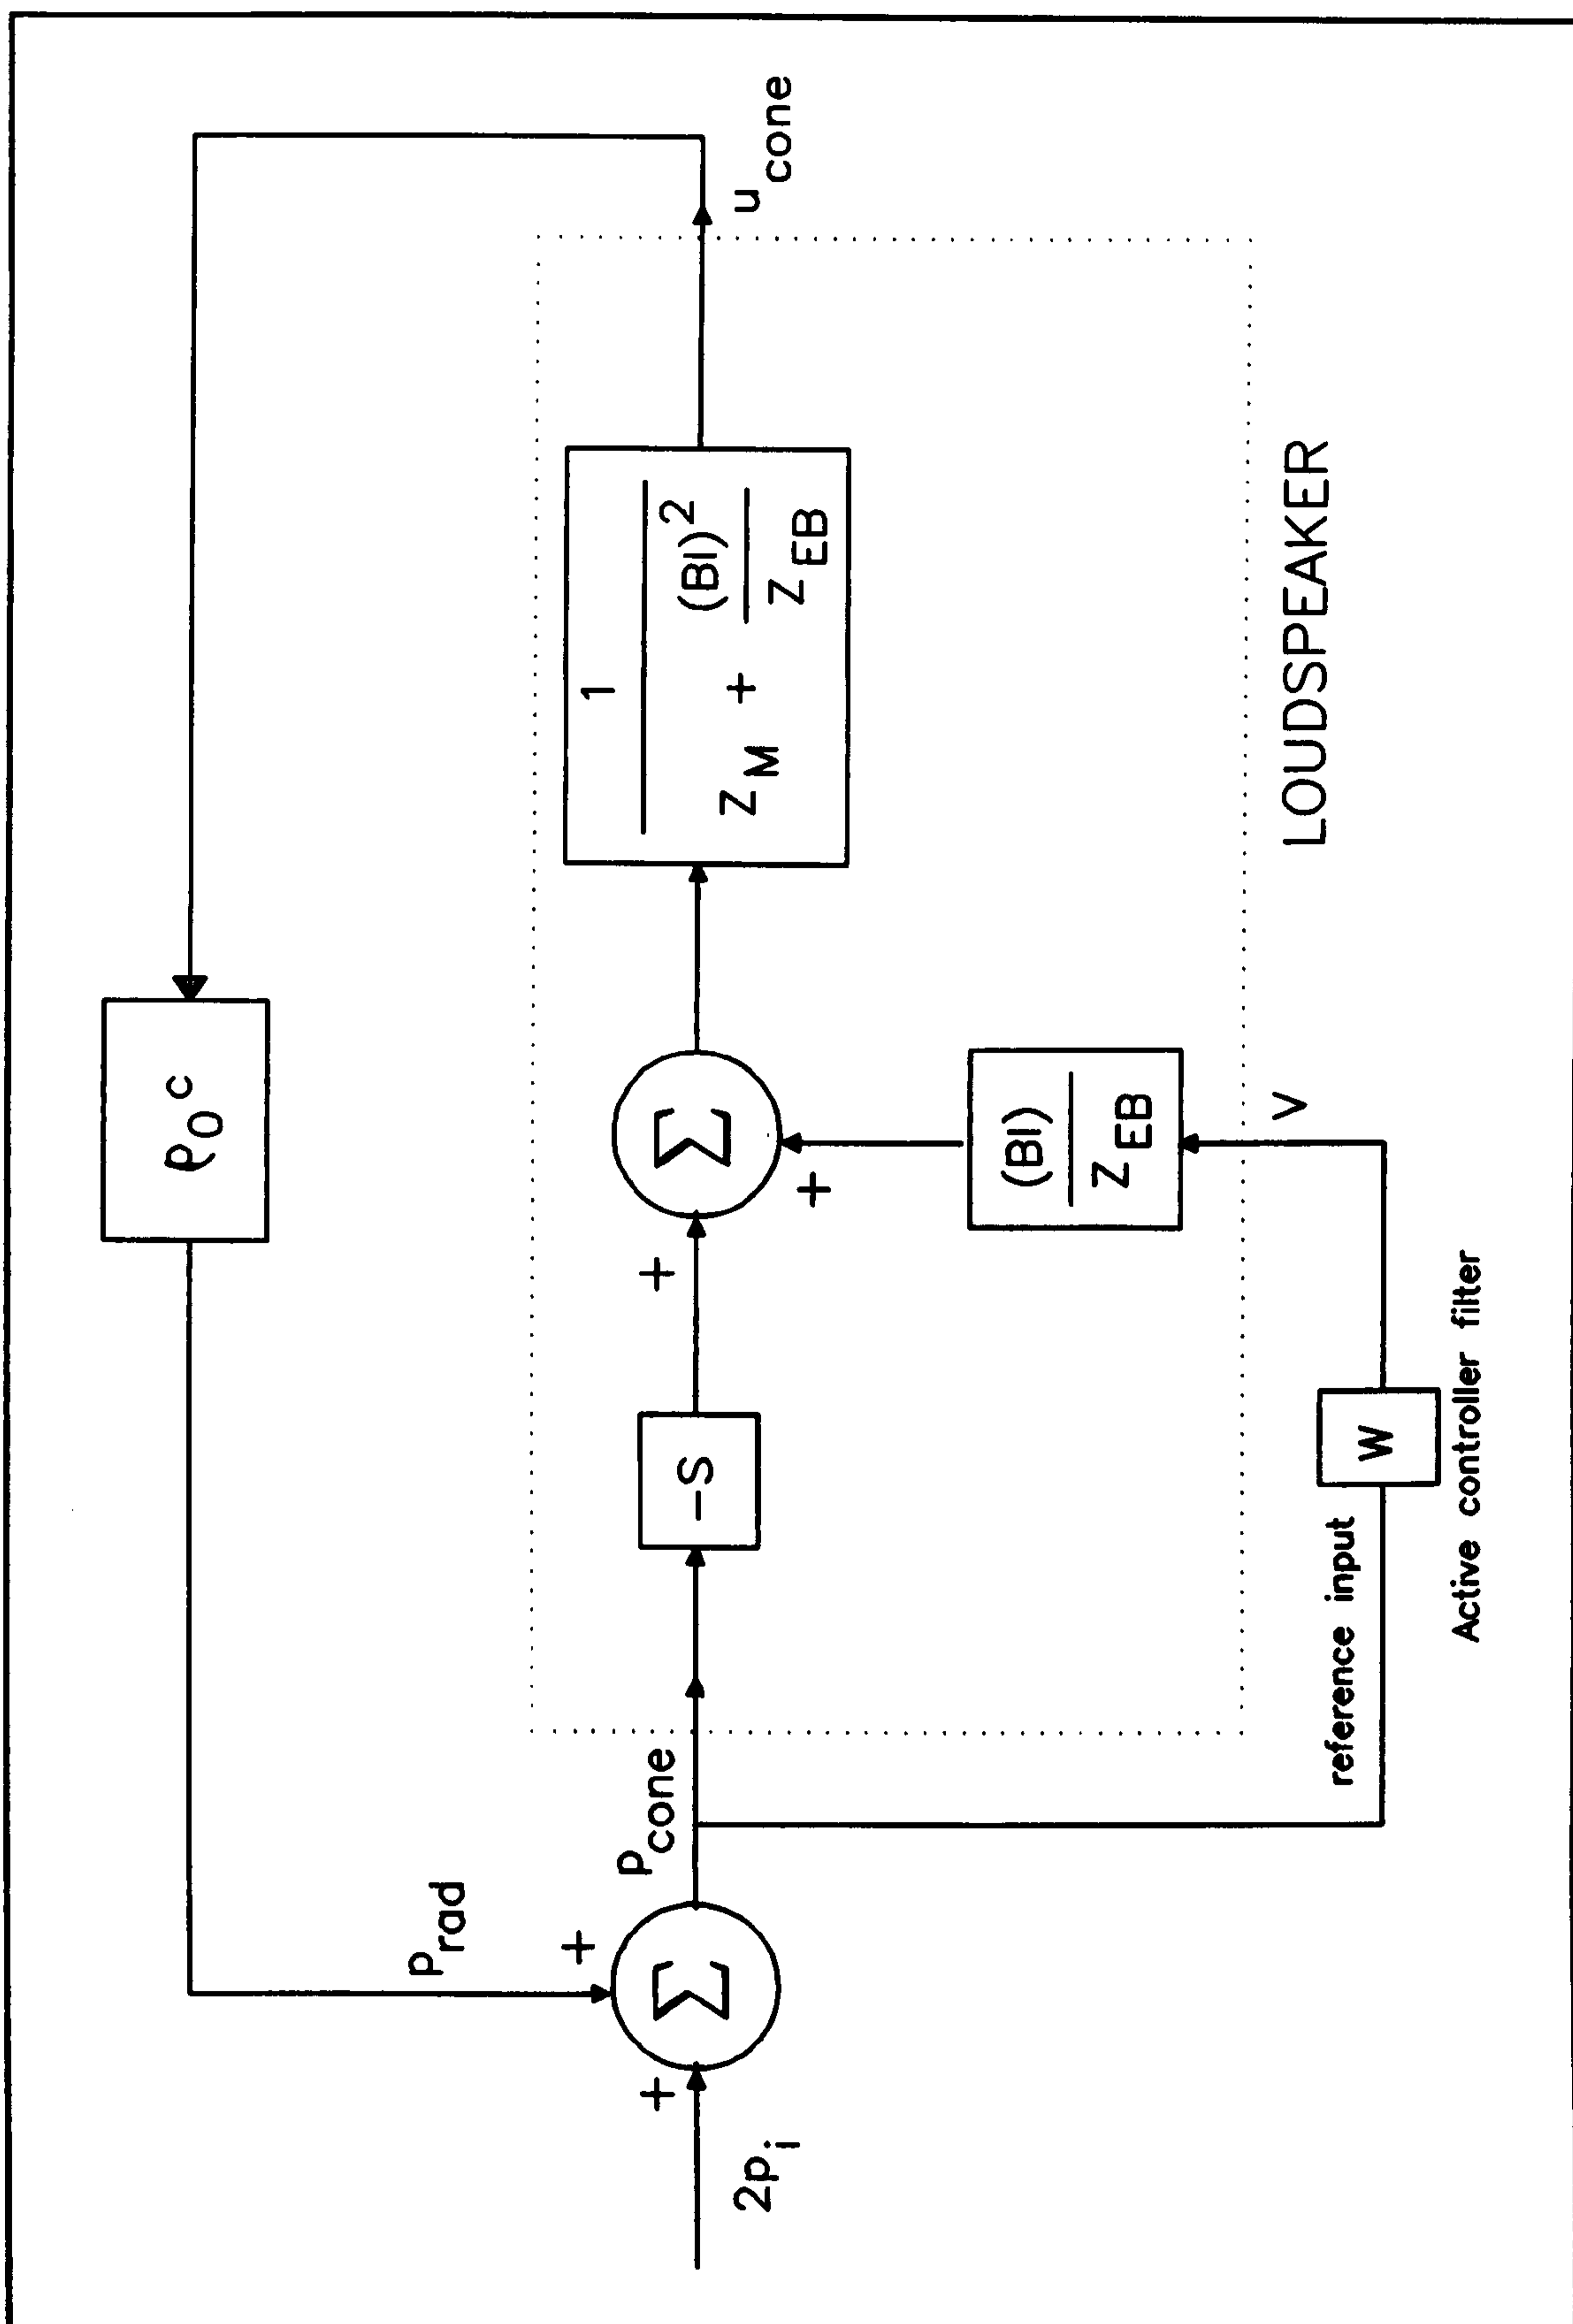 ρ₀c
p_rad
2p_i
+
+
Σ
p_cone
-S
+
Σ
+
1
Z_M + (Bl)²
Z_EB
u_cone
(Bl)
Z_EB
V
LOUDSPEAKER
reference input
W
Active controller filter